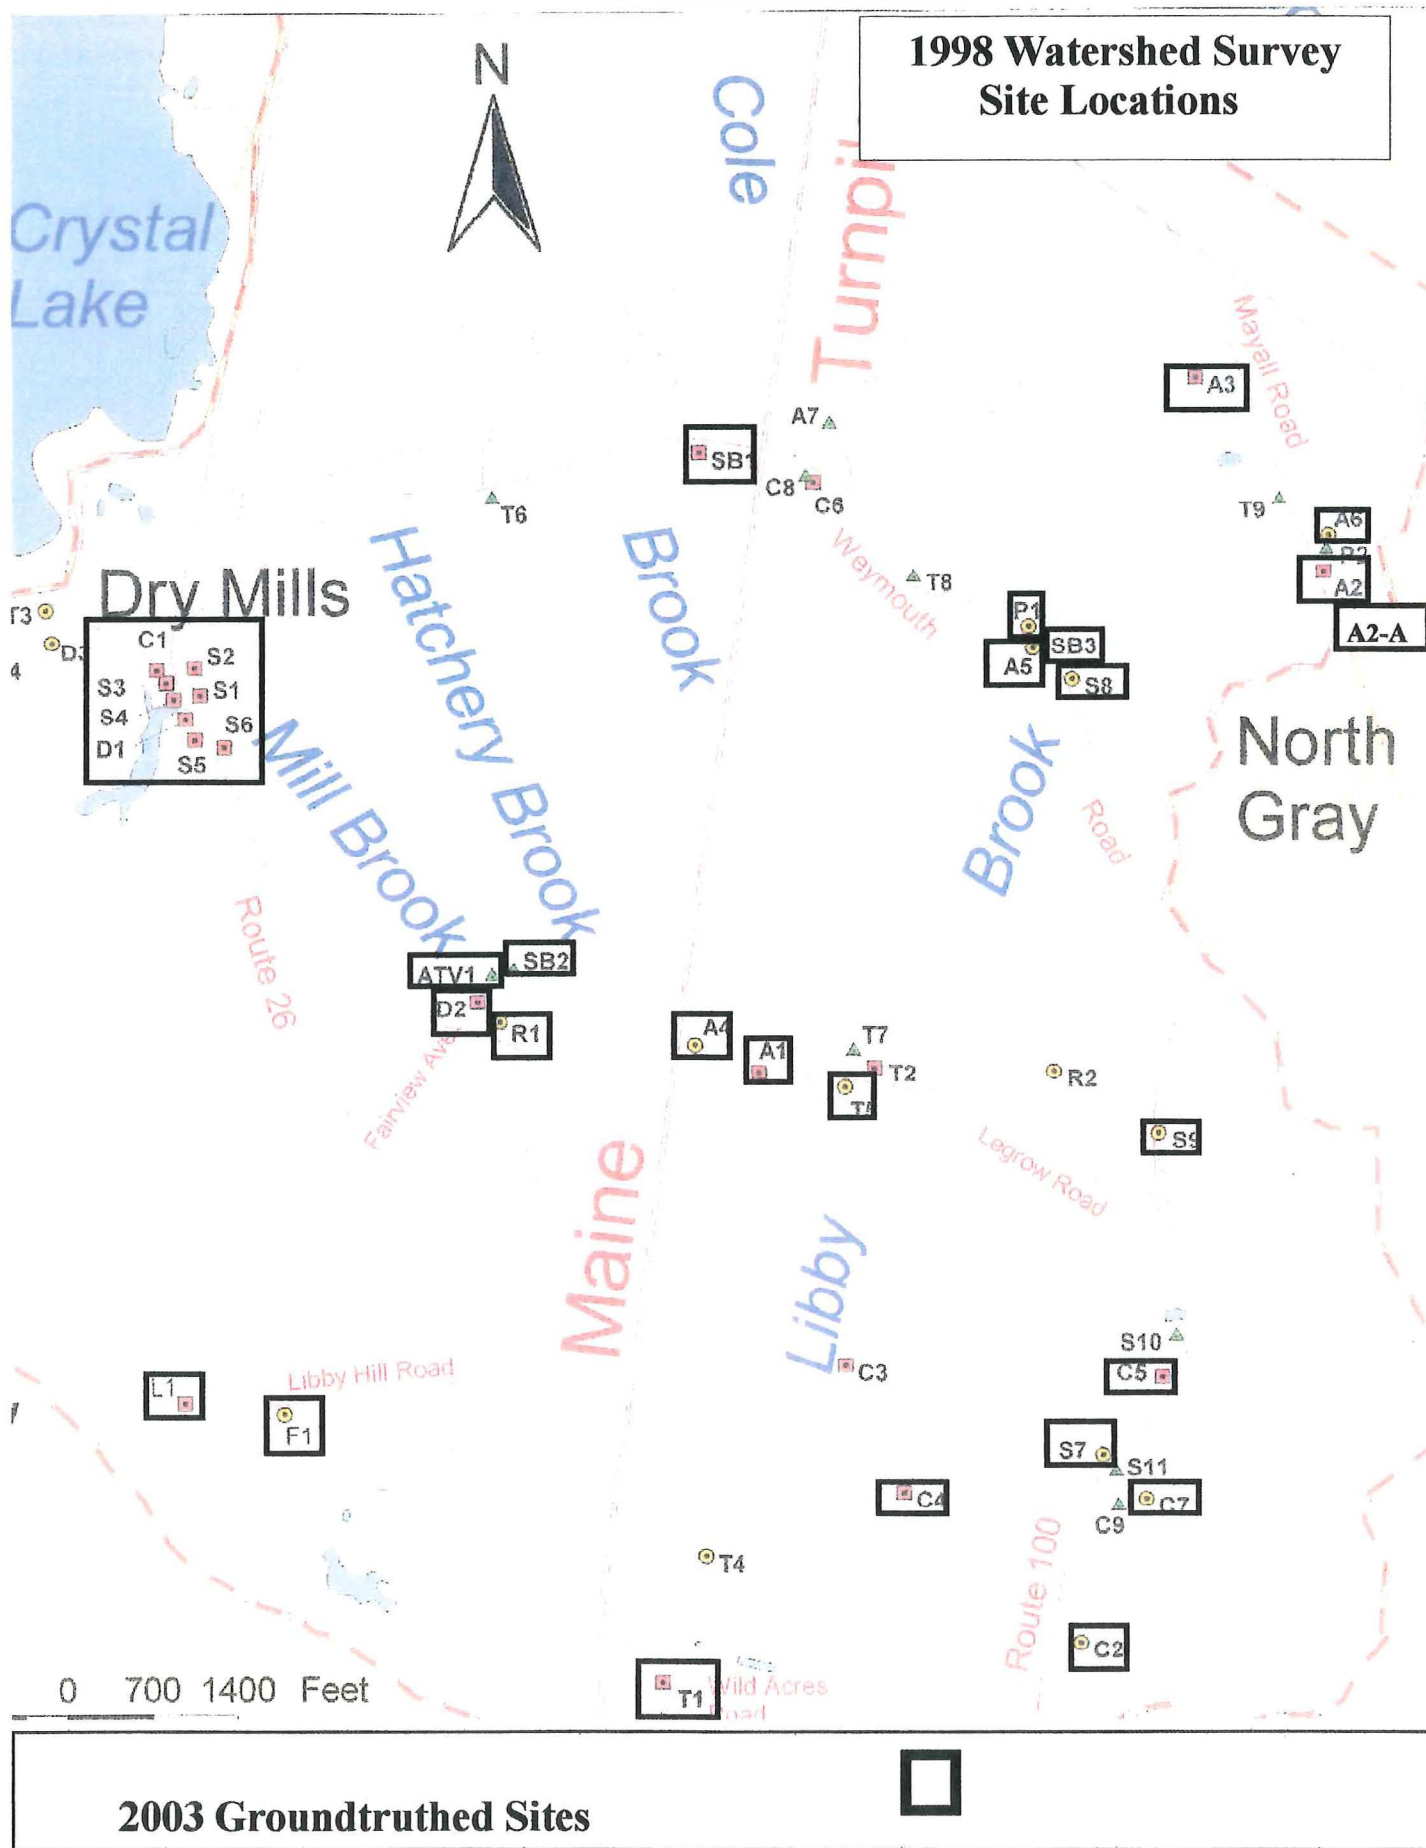 1998 Watershed Survey
Site Locations
N
Cole
Crystal
Lake
Mayall Road
A3
A7
SB1
C8
C6
T6
T9
A6
P2
A2
A2-A
Weymouth
T8
Hatchery Brook
Brook
Dry Mills
T3
D3
4
C1
S2
S3
S1
S4
S6
D1
S5
P1
SB3
A5
S8
North
Gray
Mill Brook
Brook
Road
Route 26
ATV1
SB2
D2
R1
Fairview Ave
A4
A1
T7
T2
R2
Legrow Road
Maine
Libby
S10
C5
C3
L1
Libby Hill Road
F1
S7
S11
C4
C7
C9
T4
Route 100
C2
0 700 1400 Feet
T1
Wild Acres
Road
2003 Groundtruthed Sites